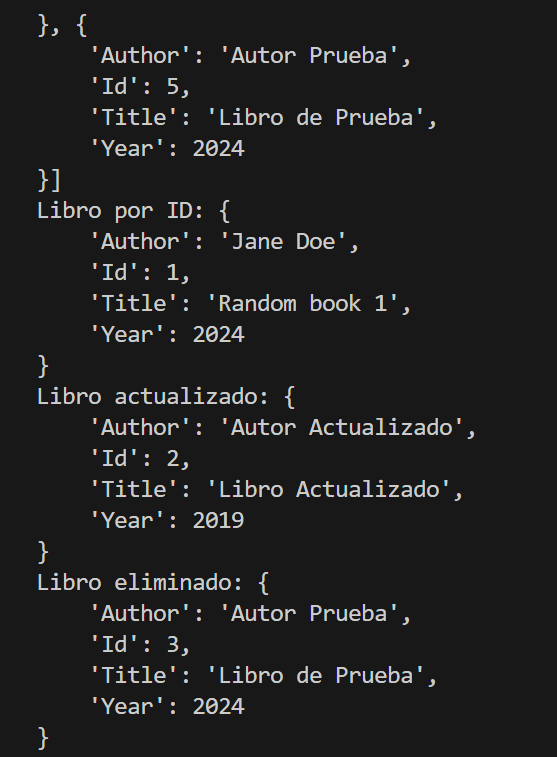 }, {
    'Author': 'Autor Prueba',
    'Id': 5,
    'Title': 'Libro de Prueba',
    'Year': 2024
}]
Libro por ID: {
    'Author': 'Jane Doe',
    'Id': 1,
    'Title': 'Random book 1',
    'Year': 2024
}
Libro actualizado: {
    'Author': 'Autor Actualizado',
    'Id': 2,
    'Title': 'Libro Actualizado',
    'Year': 2019
}
Libro eliminado: {
    'Author': 'Autor Prueba',
    'Id': 3,
    'Title': 'Libro de Prueba',
    'Year': 2024
}